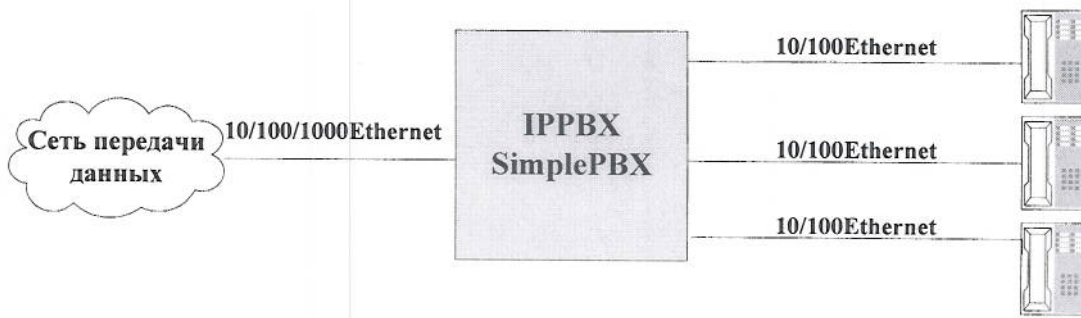 10/100Ethernet
10/100/1000Ethernet
Сеть передачи
данных
IPPBX
SimplePBX
10/100Ethernet
10/100Ethernet